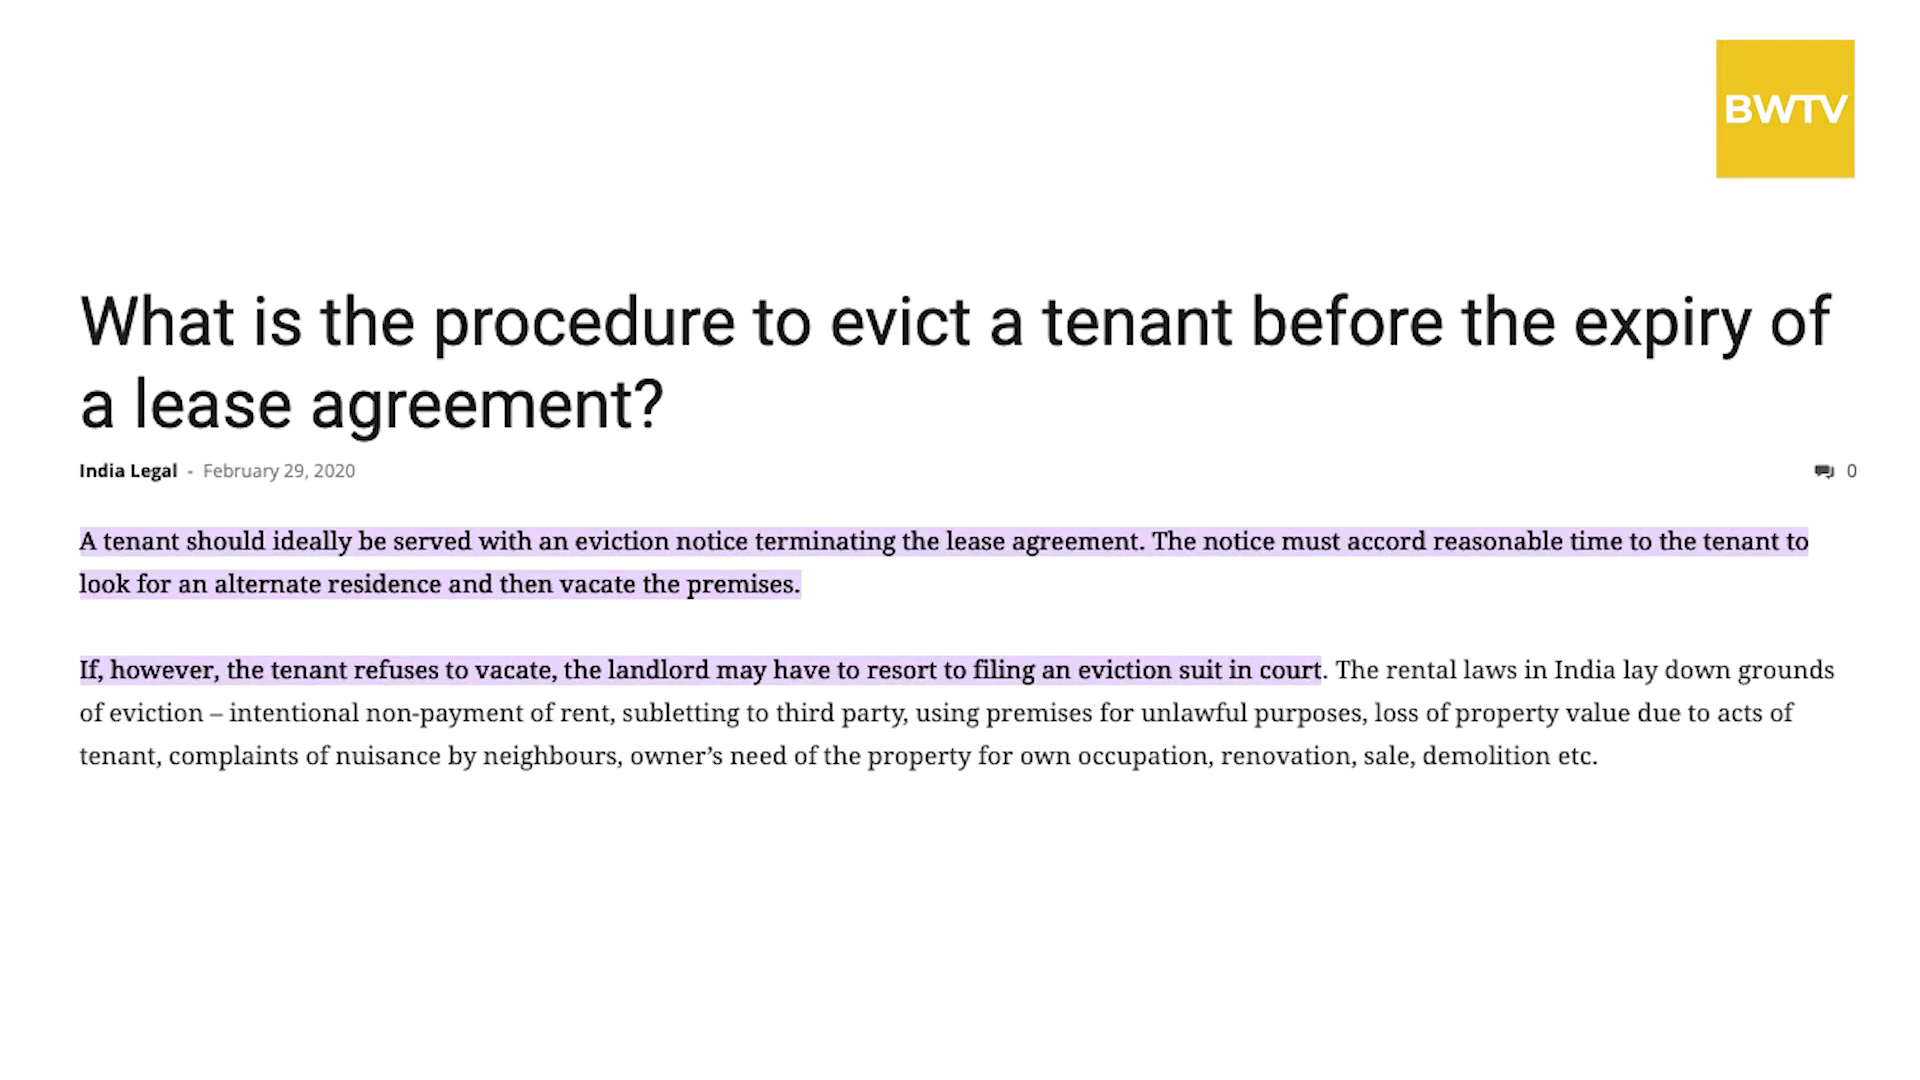 BWTV
What is the procedure to evict a tenant before the expiry of
a lease agreement?
India Legal - February 29, 2020 0
A tenant should ideally be served with an eviction notice terminating the lease agreement. The notice must accord reasonable time to the tenant to
look for an alternate residence and then vacate the premises.
If, however, the tenant refuses to vacate, the landlord may have to resort to filing an eviction suit in court. The rental laws in India lay down grounds
of eviction – intentional non-payment of rent, subletting to third party, using premises for unlawful purposes, loss of property value due to acts of
tenant, complaints of nuisance by neighbours, owner’s need of the property for own occupation, renovation, sale, demolition etc.